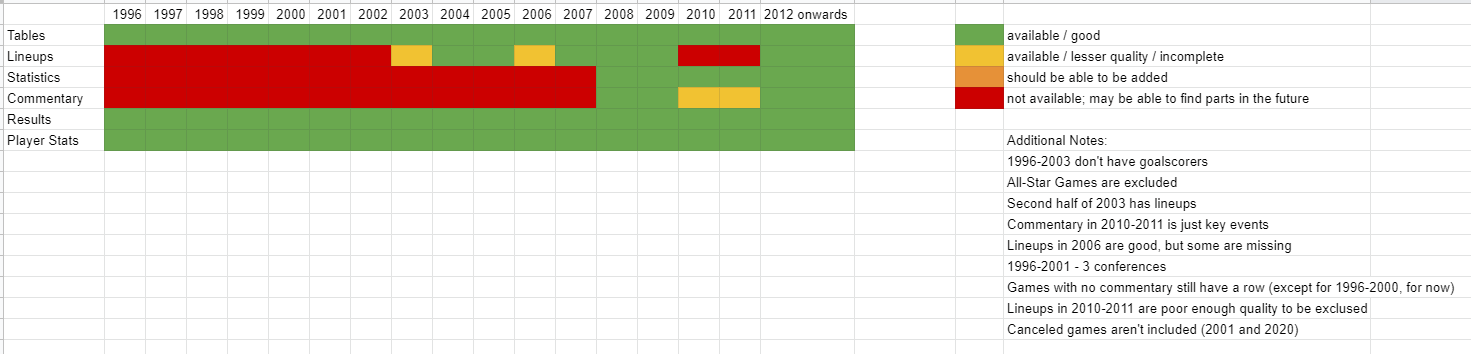 1996 1997 1998 1999 2000 2001 2002 2003 2004 2005 2006 2007 2008 2009 2010 2011 2012 onwards
Tables
Lineups
Statistics
Commentary
Results
Player Stats
available / good
available / lesser quality / incomplete
should be able to be added
not available; may be able to find parts in the future
Additional Notes:
1996-2003 don't have goalscorers
All-Star Games are excluded
Second half of 2003 has lineups
Commentary in 2010-2011 is just key events
Lineups in 2006 are good, but some are missing
1996-2001 - 3 conferences
Games with no commentary still have a row (except for 1996-2000, for now)
Lineups in 2010-2011 are poor enough quality to be exclused
Canceled games aren't included (2001 and 2020)